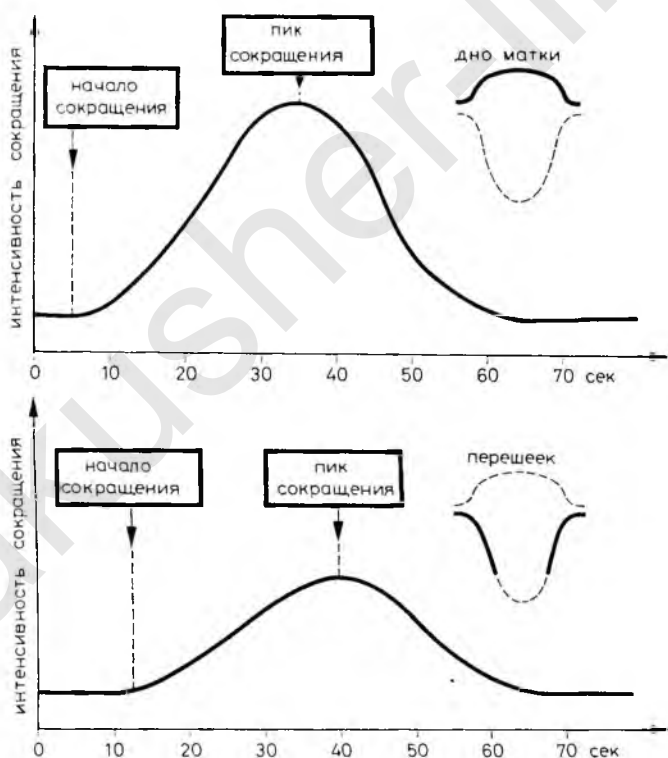 интенсивность сокращения
начало
сокращения
пик
сокращения
дно матки
0 10 20 30 40 50 60 70 сек
интенсивность сокращения
начало
сокращения
пик
сокращения
перешеек
0 10 20 30 40 50 60 70 сек
akusher-